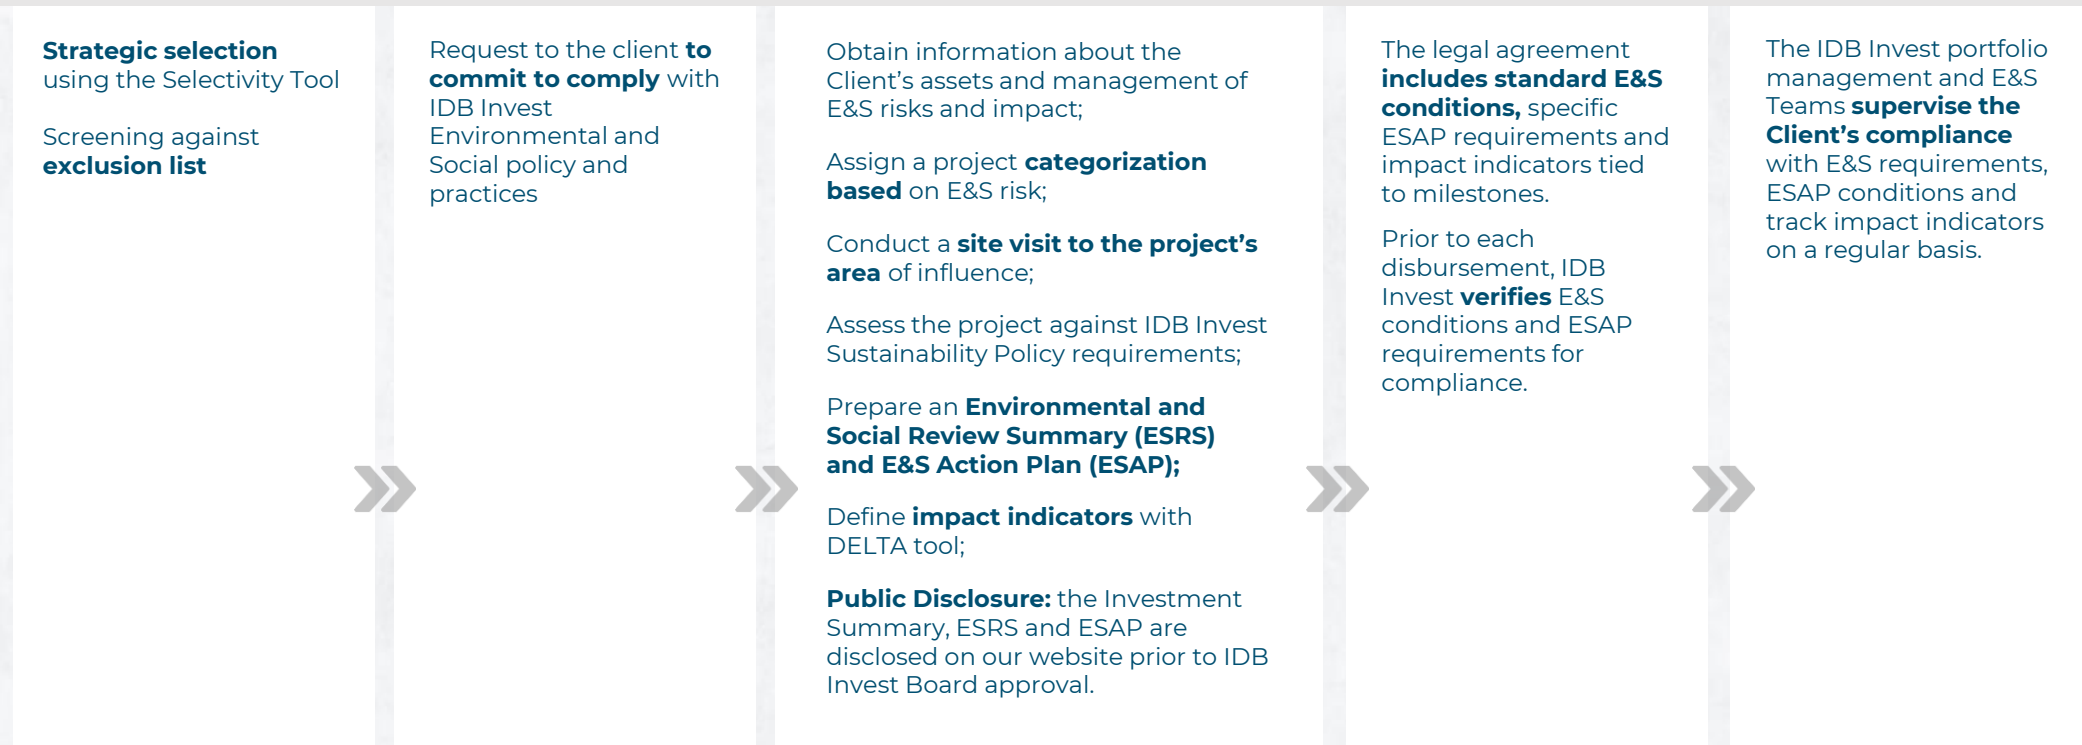 Strategic selection
using the Selectivity Tool
Screening against
exclusion list
Request to the client to
commit to comply with
IDB Invest
Environmental and
Social policy and
practices
Obtain information about the
Client’s assets and management of
E&S risks and impact;
Assign a project categorization
based on E&S risk;
Conduct a site visit to the project’s
area of influence;
Assess the project against IDB Invest
Sustainability Policy requirements;
Prepare an Environmental and
Social Review Summary (ESRS)
and E&S Action Plan (ESAP);
Define impact indicators with
DELTA tool;
Public Disclosure: the Investment
Summary, ESRS and ESAP are
disclosed on our website prior to IDB
Invest Board approval.
The legal agreement
includes standard E&S
conditions, specific
ESAP requirements and
impact indicators tied
to milestones.
Prior to each
disbursement, IDB
Invest verifies E&S
conditions and ESAP
requirements for
compliance.
The IDB Invest portfolio
management and E&S
Teams supervise the
Client’s compliance
with E&S requirements,
ESAP conditions and
track impact indicators
on a regular basis.